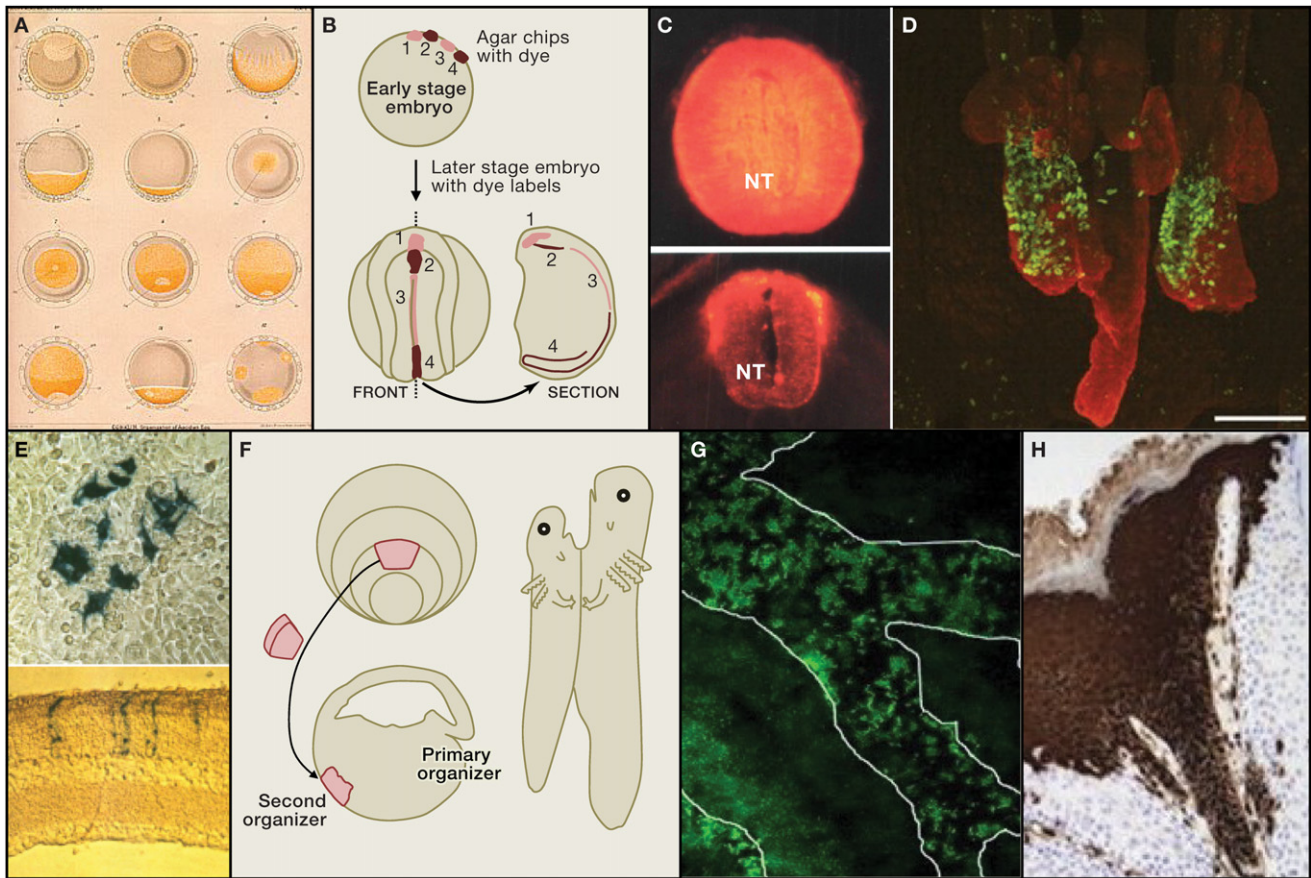 A
B
1
2
3
4
Agar chips
with dye
Early stage
embryo
Later stage embryo
with dye labels
1
2
3
4
FRONT
1
2
3
4
SECTION
C
NT
NT
D
E
F
Primary
organizer
Second
organizer
G
H